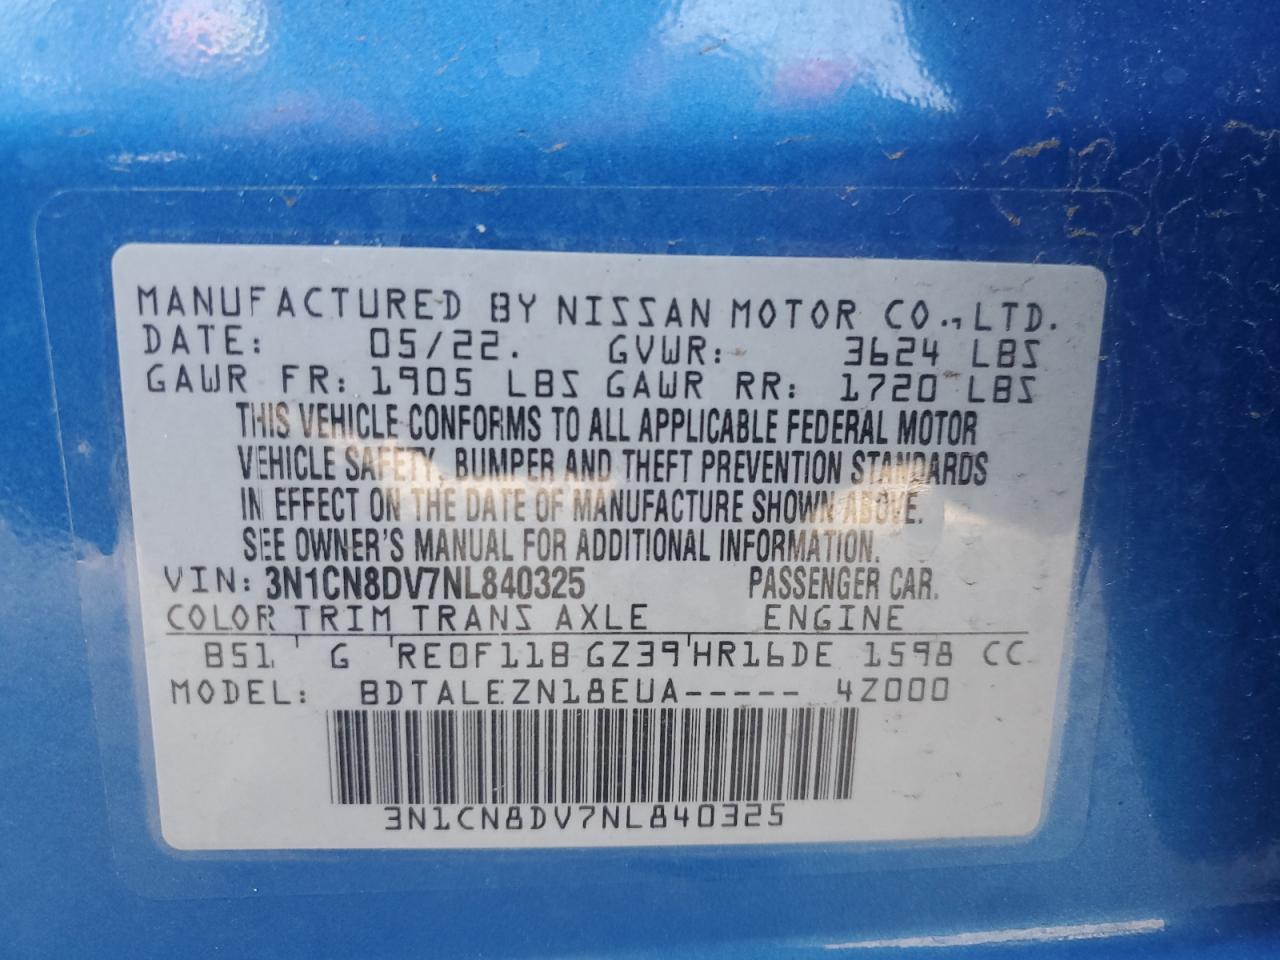 MANUFACTURED BY NISSAN MOTOR CO., LTD.
DATE: 05/22. GVWR: 3624 LBS
GAWR FR: 1905 LBS GAWR RR: 1720 LBS
THIS VEHICLE CONFORMS TO ALL APPLICABLE FEDERAL MOTOR
VEHICLE SAFETY, BUMPER AND THEFT PREVENTION STANDARDS
IN EFFECT ON THE DATE OF MANUFACTURE SHOWN ABOVE.
SEE OWNER'S MANUAL FOR ADDITIONAL INFORMATION.
VIN: 3N1CN8DV7NL840325 PASSENGER CAR.
COLOR TRIM TRANS AXLE ENGINE
B51 G RE0F11B GZ39 HR16DE 1598 CC
MODEL: BDTALEZN18EUA----- 4Z000
3N1CN8DV7NL840325